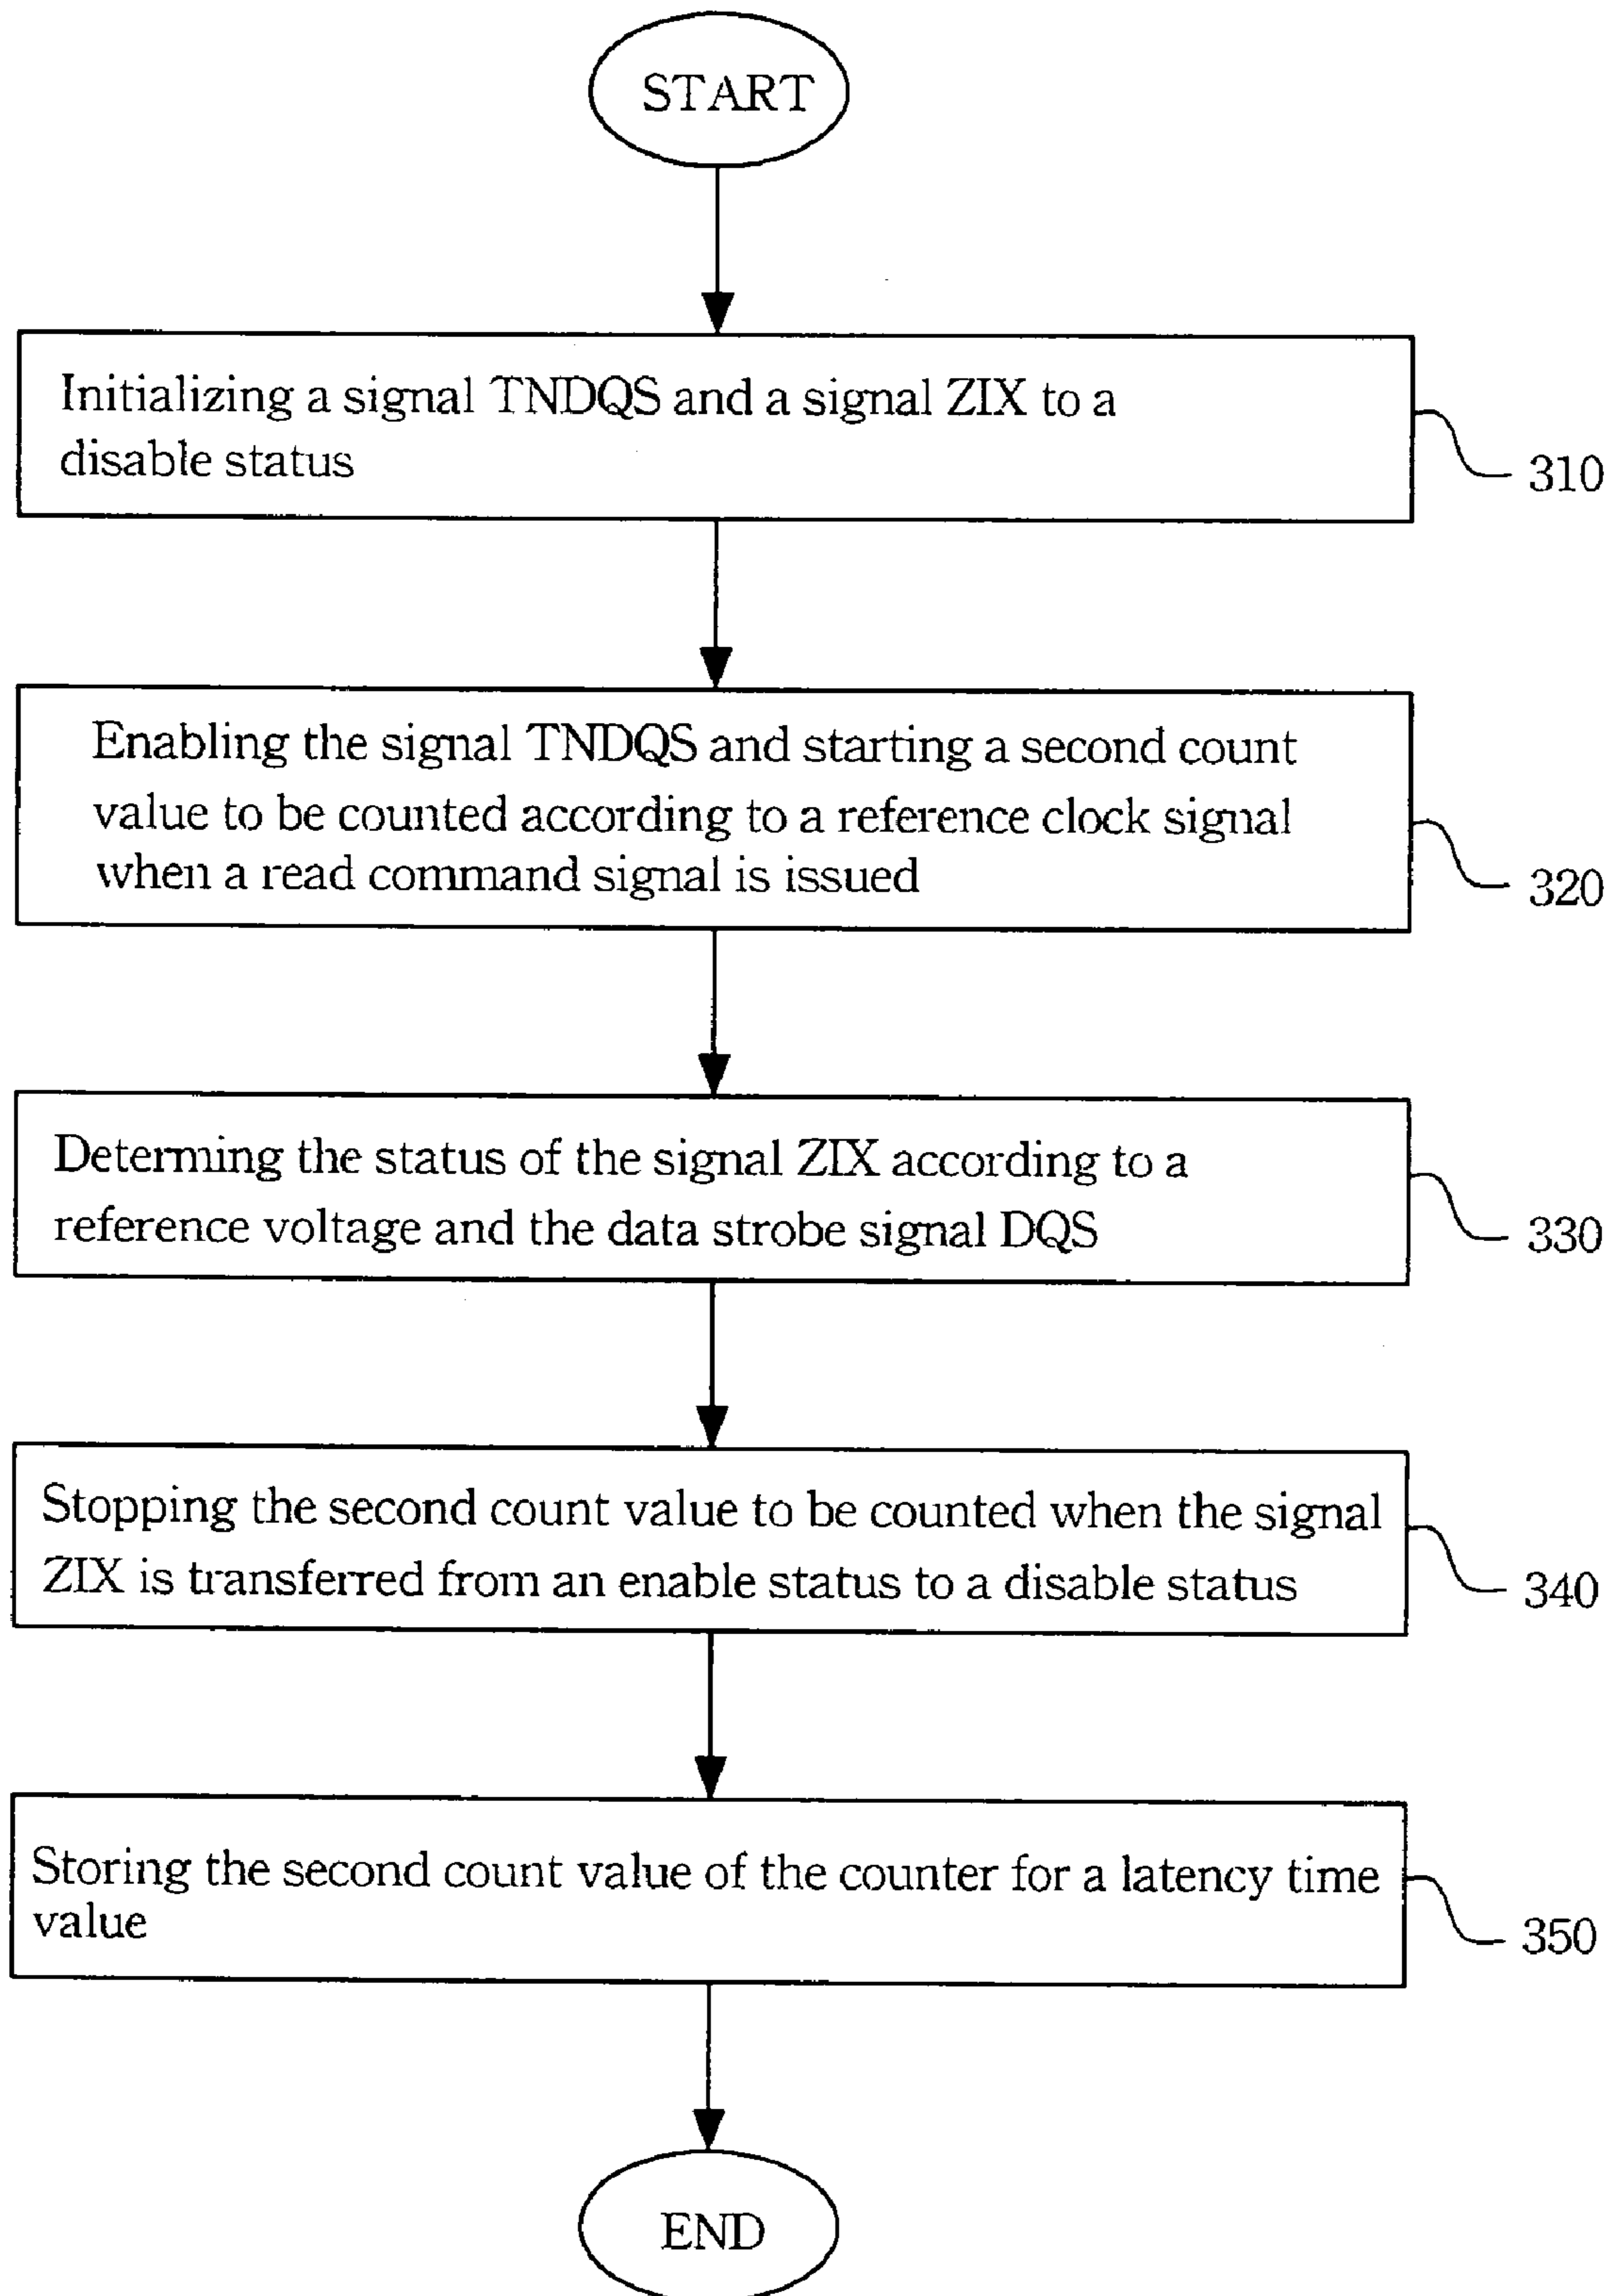 START
Initializing a signal TNDQS and a signal ZIX to a
disable status
310
Enabling the signal TNDQS and starting a second count
value to be counted according to a reference clock signal
when a read command signal is issued
320
Determing the status of the signal ZIX according to a
reference voltage and the data strobe signal DQS
330
Stopping the second count value to be counted when the signal
ZIX is transferred from an enable status to a disable status
340
Storing the second count value of the counter for a latency time
value
350
END